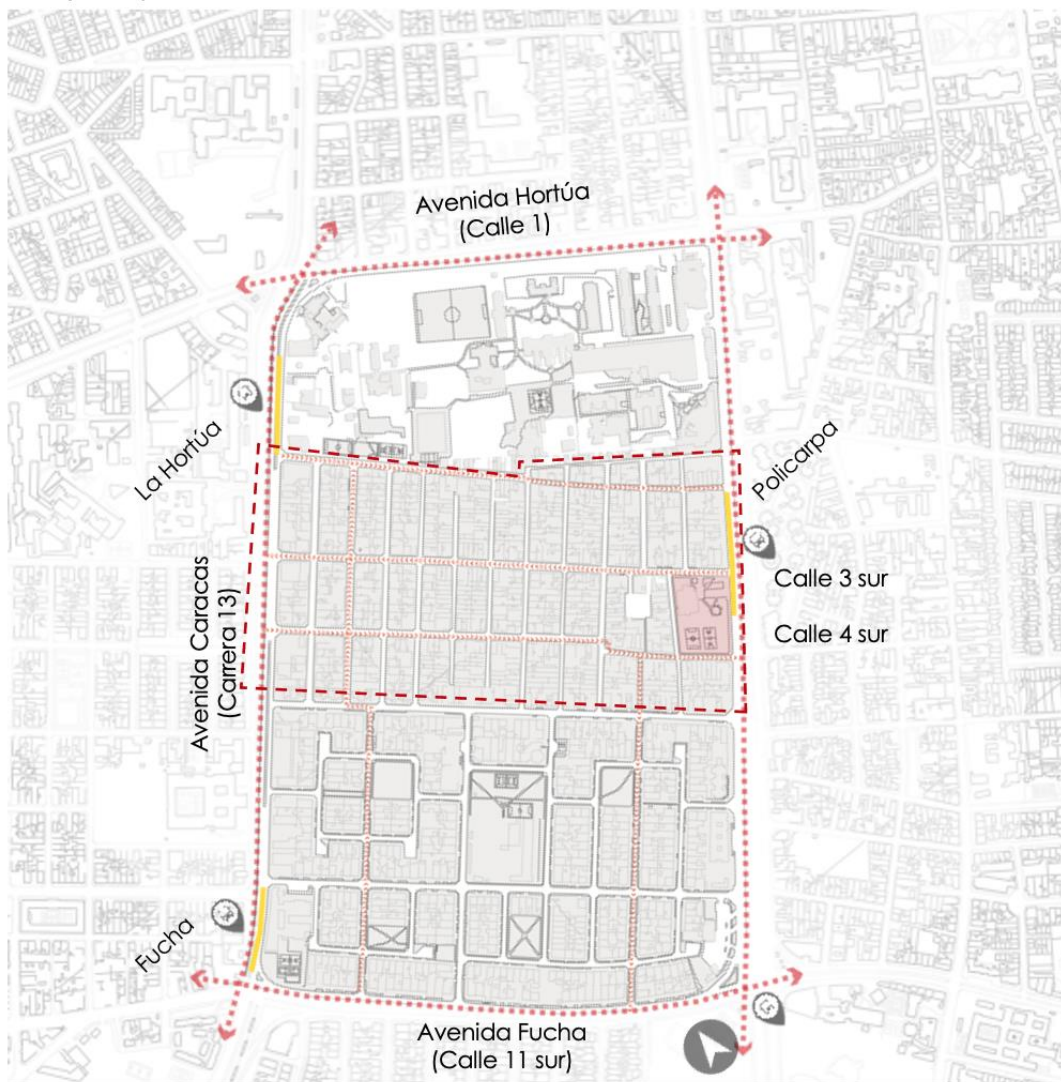 Avenida Hortúa
(Calle 1)
La Hortúa
Policarpa
Calle 3 sur
Calle 4 sur
Avenida Caracas
(Carrera 13)
Fucha
Avenida Fucha
(Calle 11 sur)